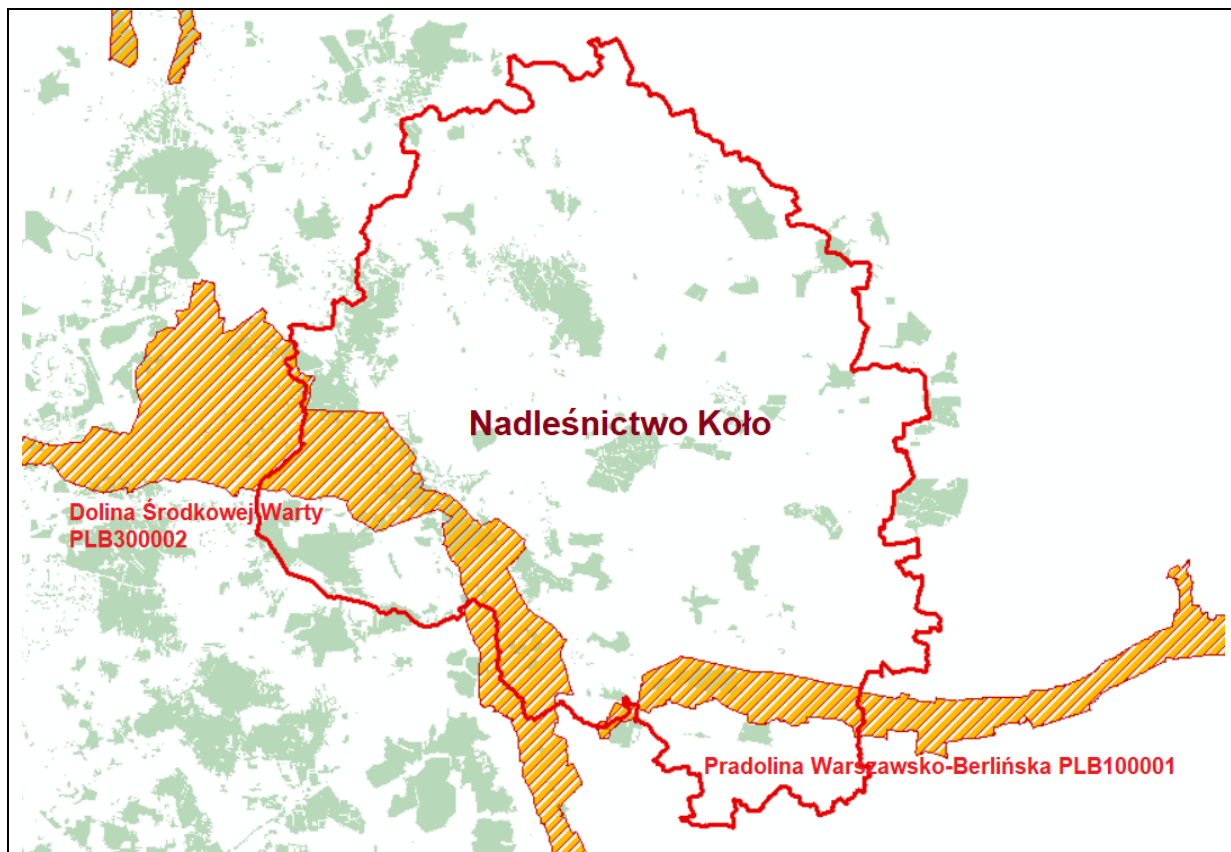 Nadleśnictwo Koło
Dolina Środkowej Warty
PLB300002
Pradolina Warszawsko-Berlińska PLB100001